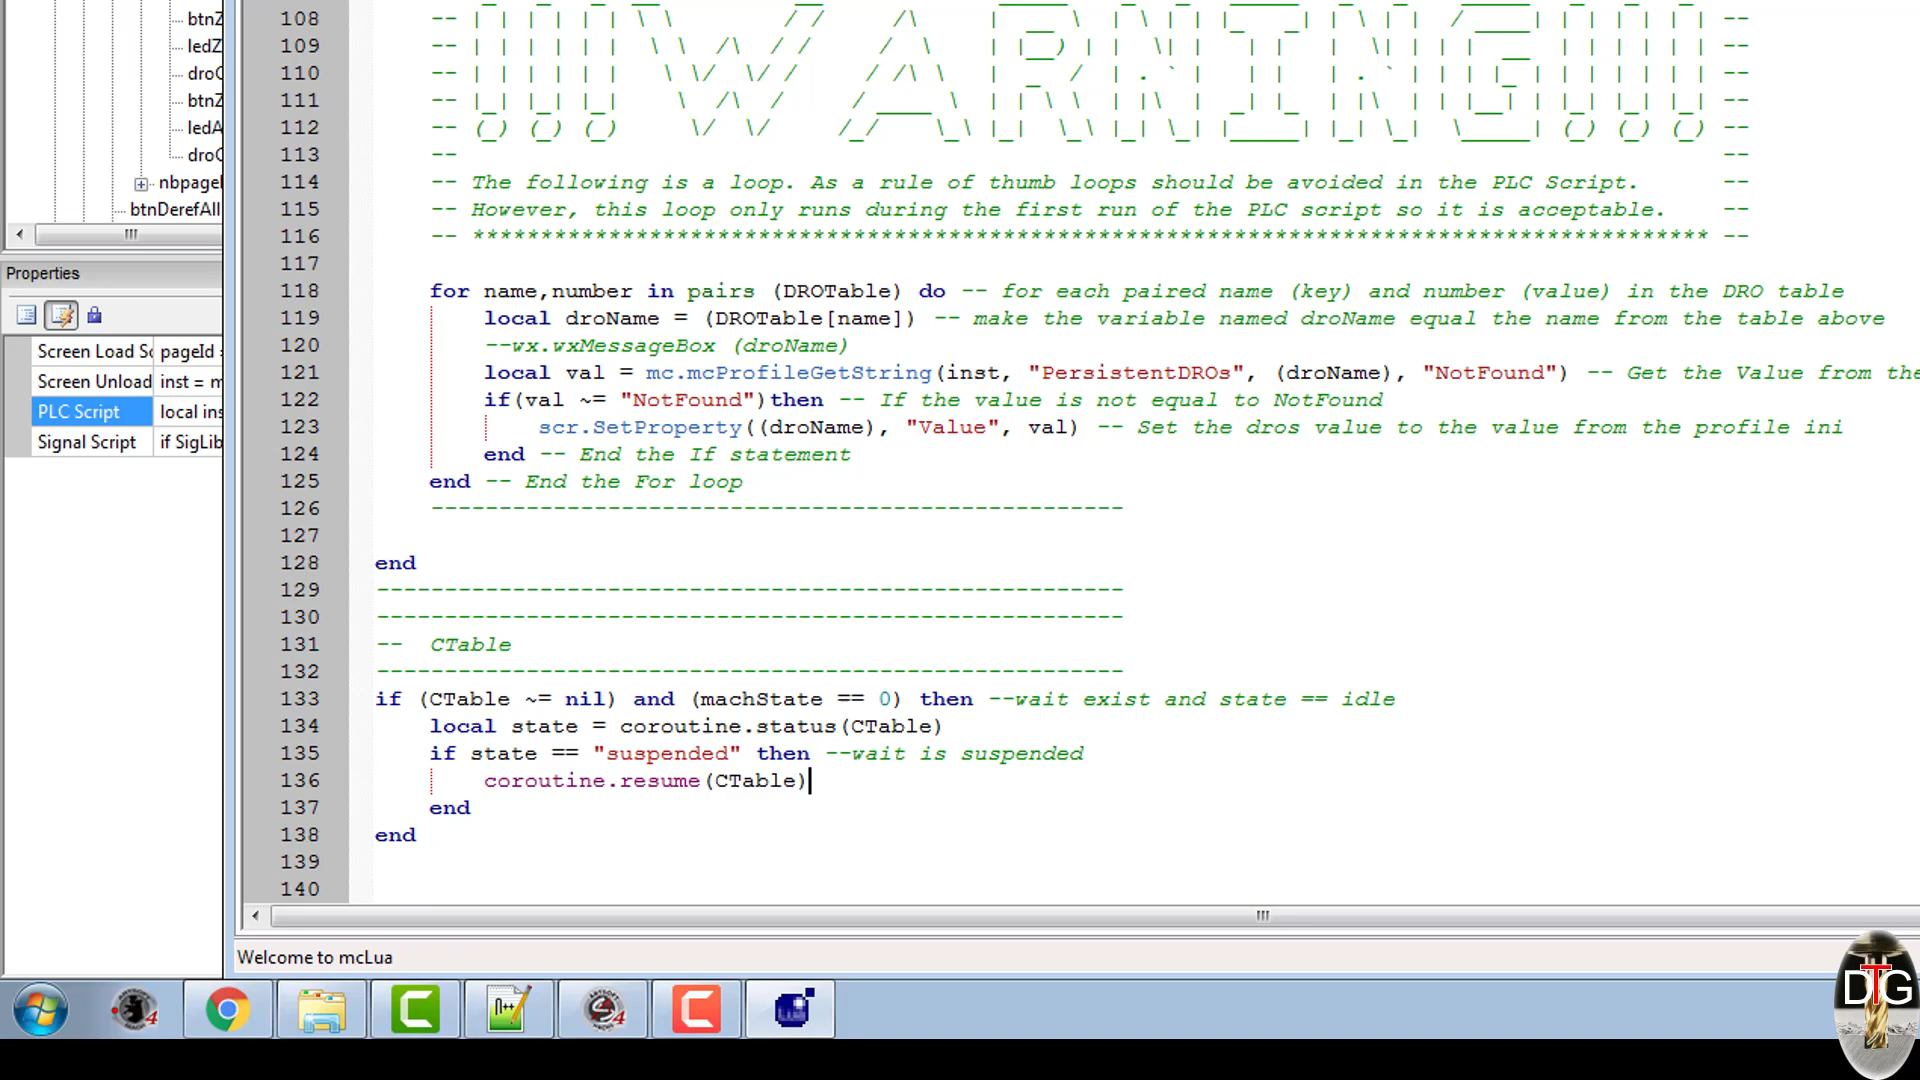 btnZ
ledZ
droC
btnZ
ledA
droC
nbpageI
btnDerefAll
Properties
Screen Load Sc pageId =
Screen Unload inst = m
PLC Script local ins
Signal Script if SigLib
108 --
109 --
110 --
111 --
112 --
!!!WARNING!!!
113 -- --
114 -- The following is a loop. As a rule of thumb loops should be avoided in the PLC Script. --
115 -- However, this loop only runs during the first run of the PLC script so it is acceptable. --
116 -- ******************************************************************************************* --
117
118 for name,number in pairs (DROTable) do -- for each paired name (key) and number (value) in the DRO table
119 local droName = (DROTable[name]) -- make the variable named droName equal the name from the table above
120 --wx.wxMessageBox (droName)
121 local val = mc.mcProfileGetString(inst, "PersistentDROs", (droName), "NotFound") -- Get the Value from the
122 if(val ~= "NotFound")then -- If the value is not equal to NotFound
123 scr.SetProperty((droName), "Value", val) -- Set the dros value to the value from the profile ini
124 end -- End the If statement
125 end -- End the For loop
126 ---------------------------------------------------
127
128 end
129 -------------------------------------------------------
130 -------------------------------------------------------
131 -- CTable
132 -------------------------------------------------------
133 if (CTable ~= nil) and (machState == 0) then --wait exist and state == idle
134 local state = coroutine.status(CTable)
135 if state == "suspended" then --wait is suspended
136 coroutine.resume(CTable)
137 end
138 end
139
140
Welcome to mcLua
DTG